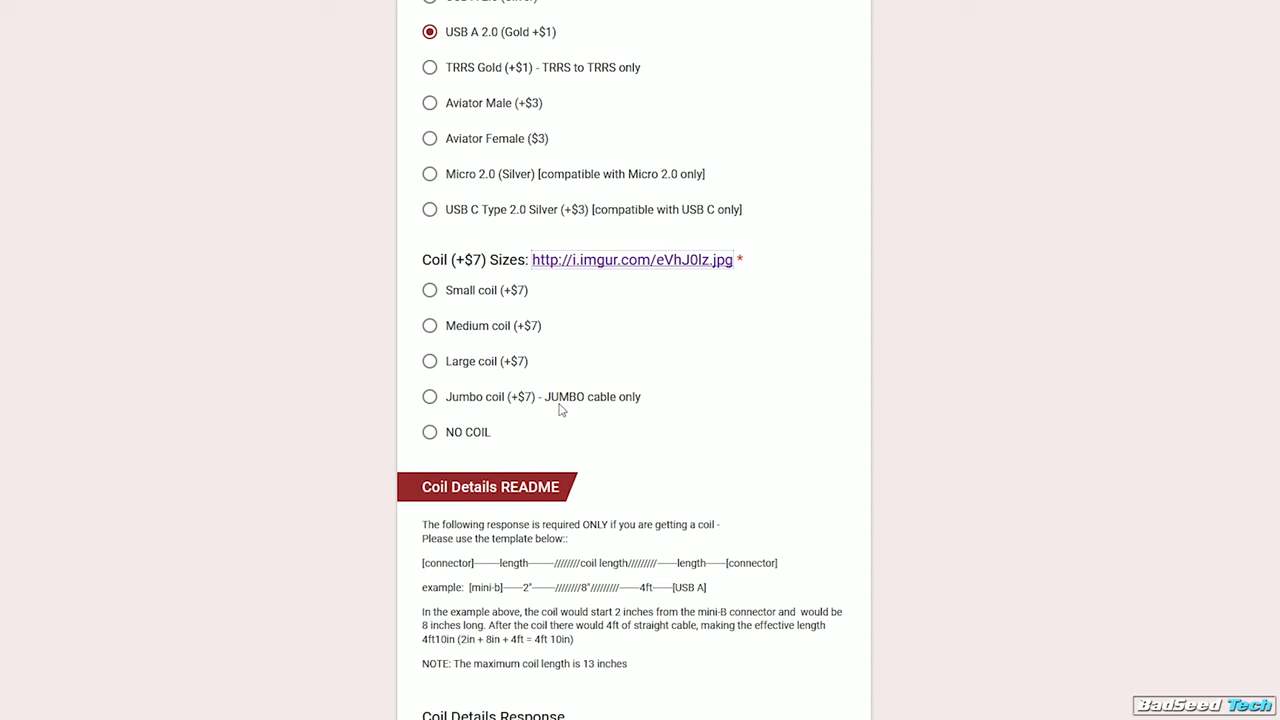 USB A 2.0 (Gold +$1)
TRRS Gold (+$1) - TRRS to TRRS only
Aviator Male (+$3)
Aviator Female ($3)
Micro 2.0 (Silver) [compatible with Micro 2.0 only]
USB C Type 2.0 Silver (+$3) [compatible with USB C only]
Coil (+$7) Sizes: http://i.imgur.com/eVhJ0lz.jpg *
Small coil (+$7)
Medium coil (+$7)
Large coil (+$7)
Jumbo coil (+$7) - JUMBO cable only
NO COIL
Coil Details README
The following response is required ONLY if you are getting a coil -
Please use the template below::
[connector]--------length--------////////coil length/////////------length------[connector]
example: [mini-b]------2"--------////////8"/////////------4ft------[USB A]
In the example above, the coil would start 2 inches from the mini-B connector and would be
8 inches long. After the coil there would 4ft of straight cable, making the effective length
4ft10in (2in + 8in + 4ft = 4ft 10in)
NOTE: The maximum coil length is 13 inches
Coil Details Response
BadSeed Tech